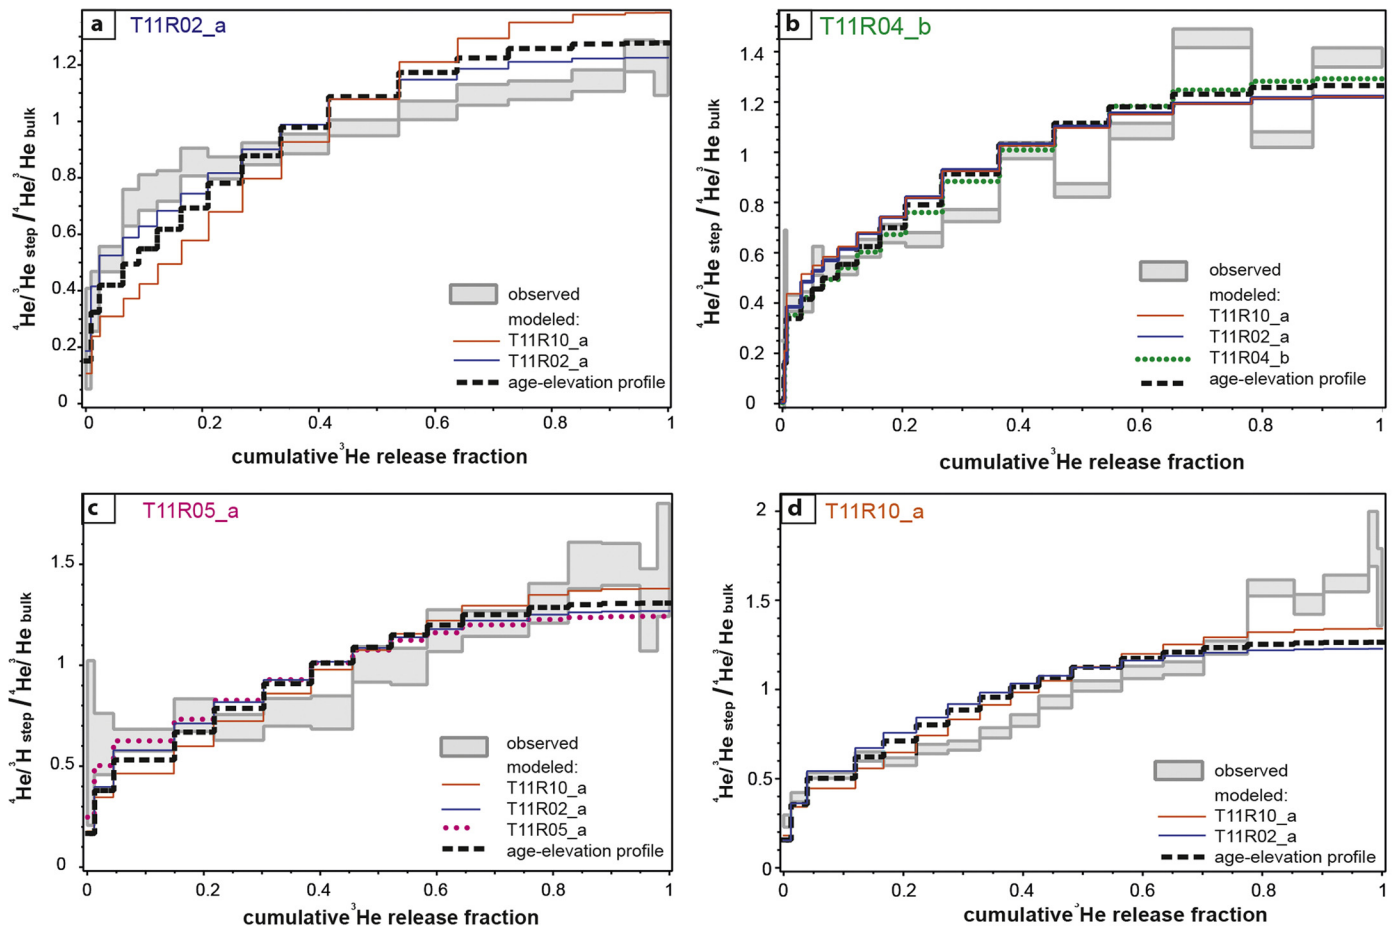 a T11R02_a
1.2
1
0.8
0.6
0.4
0.2
0
0 0.2 0.4 0.6 0.8 1
⁴He/³He step /⁴He/³He bulk
cumulative ³He release fraction
observed
modeled:
T11R10_a
T11R02_a
age-elevation profile
b T11R04_b
1.4
1.2
1
0.8
0.6
0.4
0.2
0
0 0.2 0.4 0.6 0.8 1
⁴He/³He step /⁴He/³He bulk
cumulative ³He release fraction
observed
modeled:
T11R10_a
T11R02_a
T11R04_b
age-elevation profile
c T11R05_a
1.5
1
0.5
0
0 0.2 0.4 0.6 0.8 1
⁴He/³H step /⁴He/³He bulk
cumulative ³He release fraction
observed
modeled:
T11R10_a
T11R02_a
T11R05_a
age-elevation profile
d T11R10_a
2
1.5
1
0.5
0
0 0.2 0.4 0.6 0.8 1
⁴He/³He step /⁴He/³He bulk
cumulative ³He release fraction
observed
modeled:
T11R10_a
T11R02_a
age-elevation profile